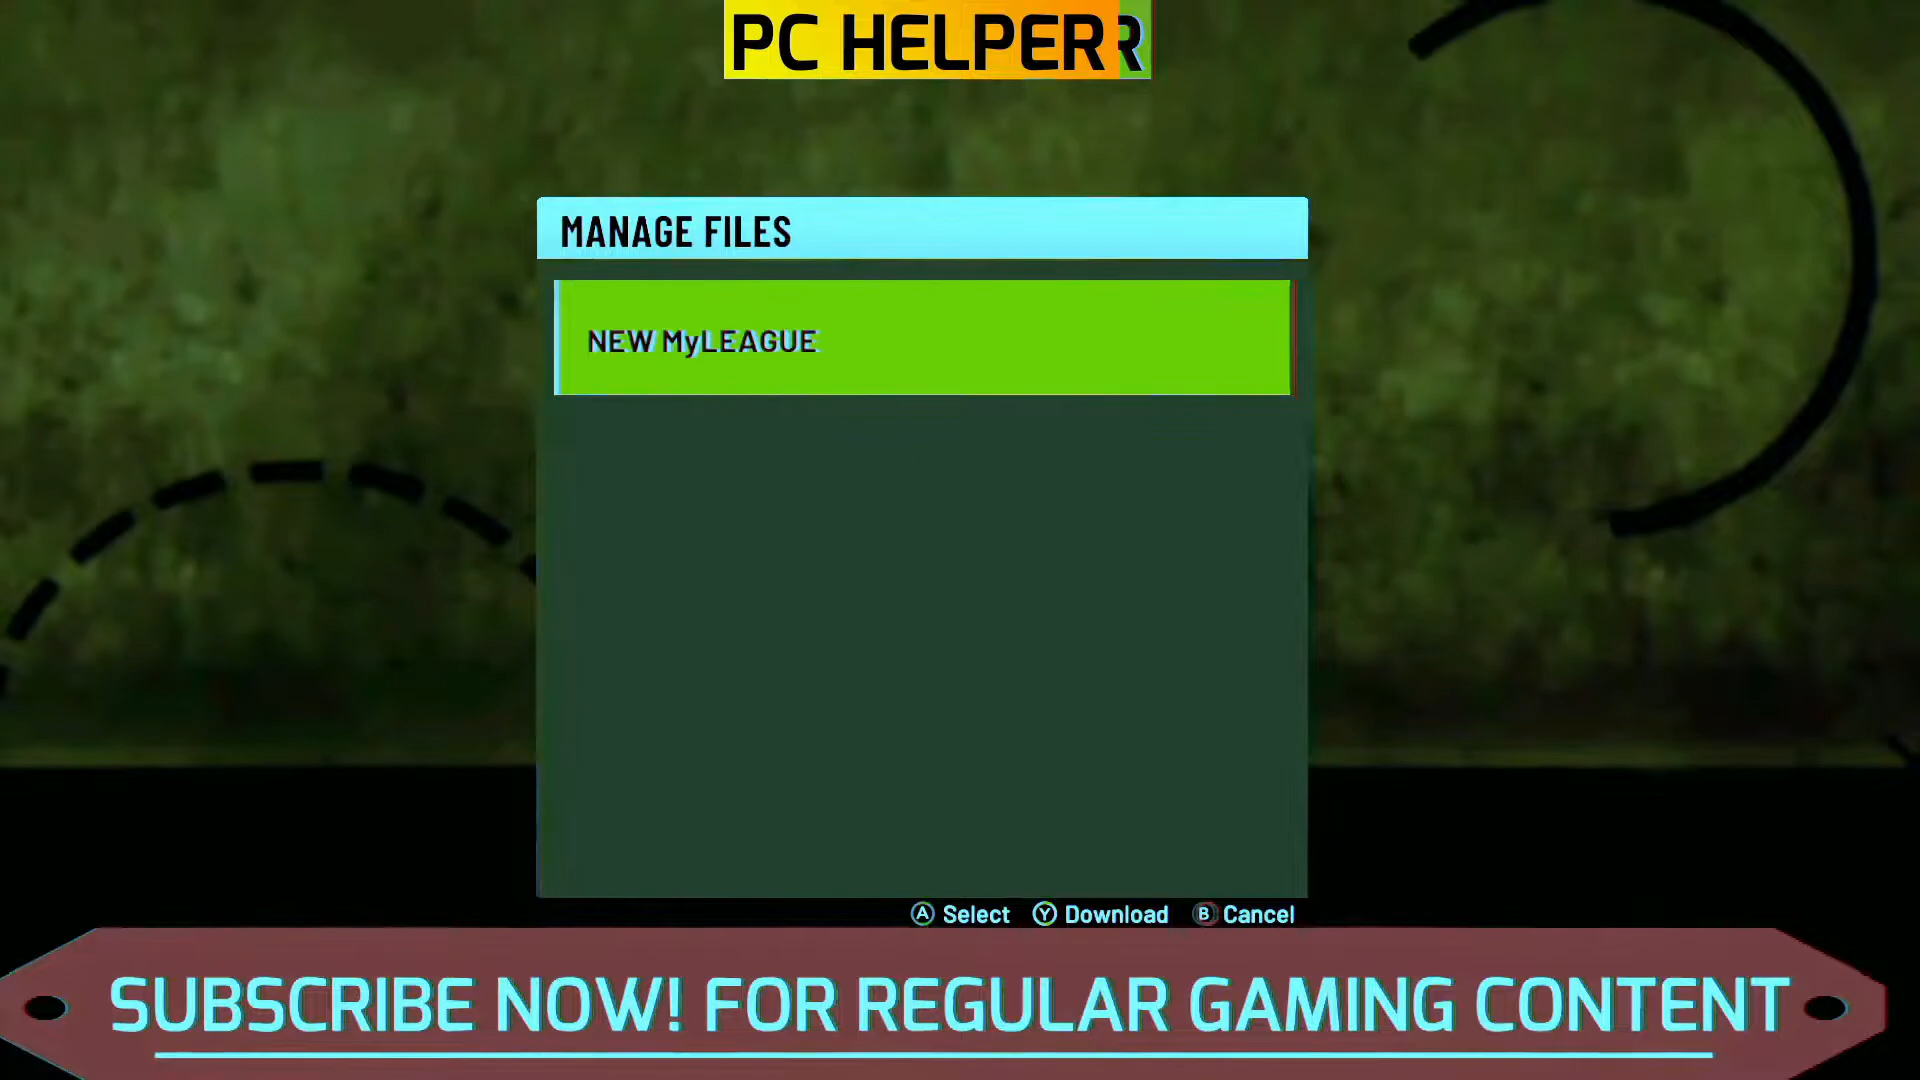 PC HELPER
MANAGE FILES
NEW MyLEAGUE
A Select Y Download B Cancel
SUBSCRIBE NOW! FOR REGULAR GAMING CONTENT